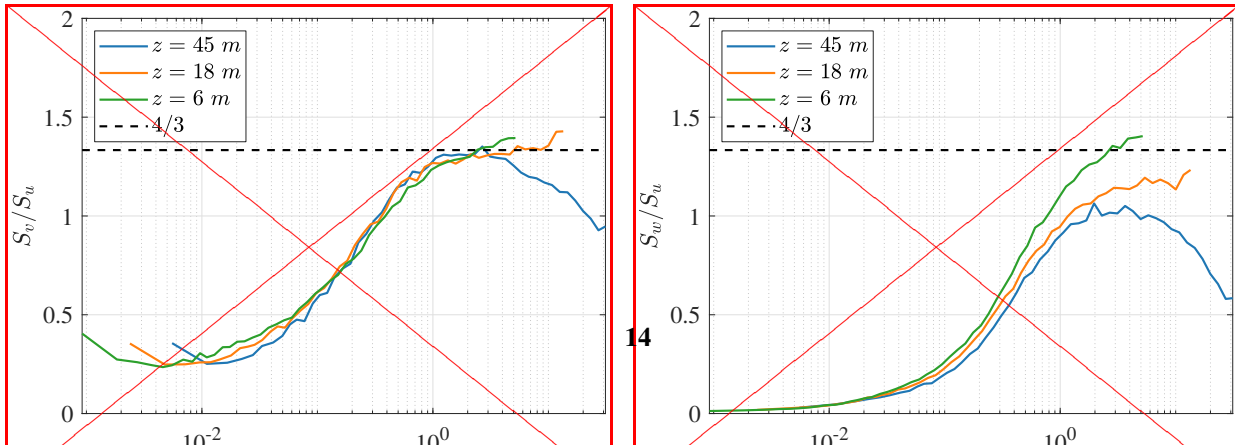 2
1.5
1
0.5
0
S_v/S_u
z = 45 m
z = 18 m
z = 6 m
4/3
10^-2
10^0
14
2
1.5
1
0.5
0
S_w/S_u
z = 45 m
z = 18 m
z = 6 m
4/3
10^-2
10^0